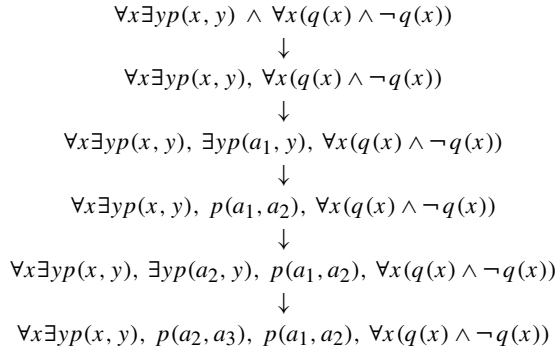 ∀x∃yp(x, y) ∧ ∀x(q(x) ∧ ¬q(x))
↓
∀x∃yp(x, y), ∀x(q(x) ∧ ¬q(x))
↓
∀x∃yp(x, y), ∃yp(a₁, y), ∀x(q(x) ∧ ¬q(x))
↓
∀x∃yp(x, y), p(a₁, a₂), ∀x(q(x) ∧ ¬q(x))
↓
∀x∃yp(x, y), ∃yp(a₂, y), p(a₁, a₂), ∀x(q(x) ∧ ¬q(x))
↓
∀x∃yp(x, y), p(a₂, a₃), p(a₁, a₂), ∀x(q(x) ∧ ¬q(x))